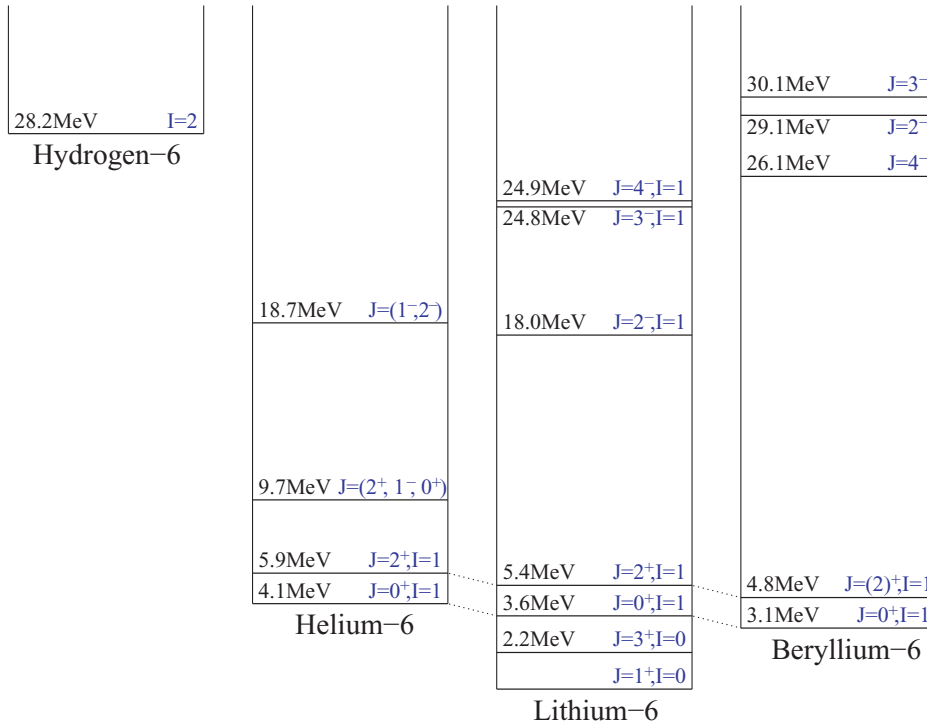 28.2MeV I=2
Hydrogen−6
18.7MeV J=(1⁻,2⁻)
9.7MeV J=(2⁺, 1⁻, 0⁺)
5.9MeV J=2⁺,I=1
4.1MeV J=0⁺,I=1
Helium−6
24.9MeV J=4⁻,I=1
24.8MeV J=3⁻,I=1
18.0MeV J=2⁻,I=1
5.4MeV J=2⁺,I=1
3.6MeV J=0⁺,I=1
2.2MeV J=3⁺,I=0
J=1⁺,I=0
Lithium−6
30.1MeV J=3⁻
29.1MeV J=2⁻
26.1MeV J=4⁻
4.8MeV J=(2)⁺,I=1
3.1MeV J=0⁺,I=1
Beryllium−6